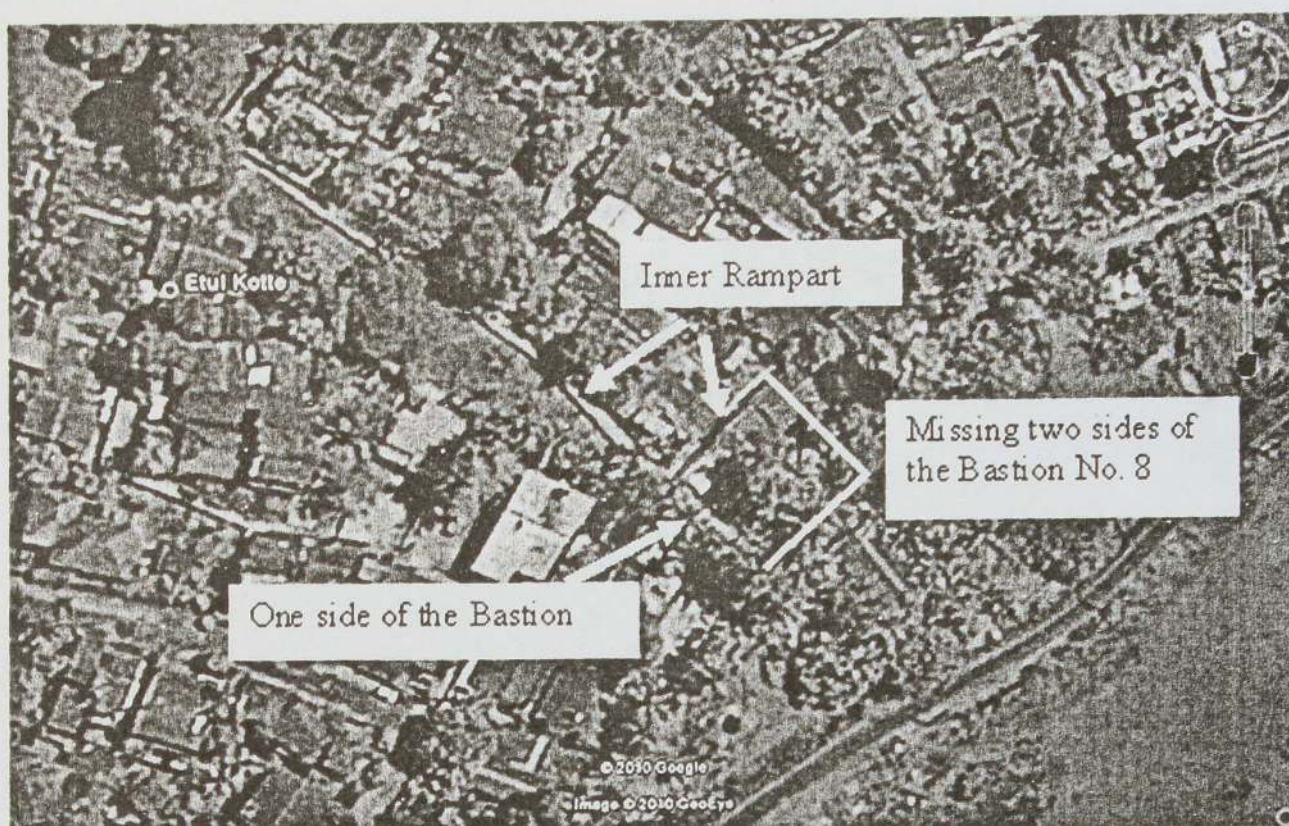 Etul Kotte
Inner Rampart
Missing two sides of
the Bastion No. 8
One side of the Bastion
© 2010 Google
Image © 2010 GeoEye